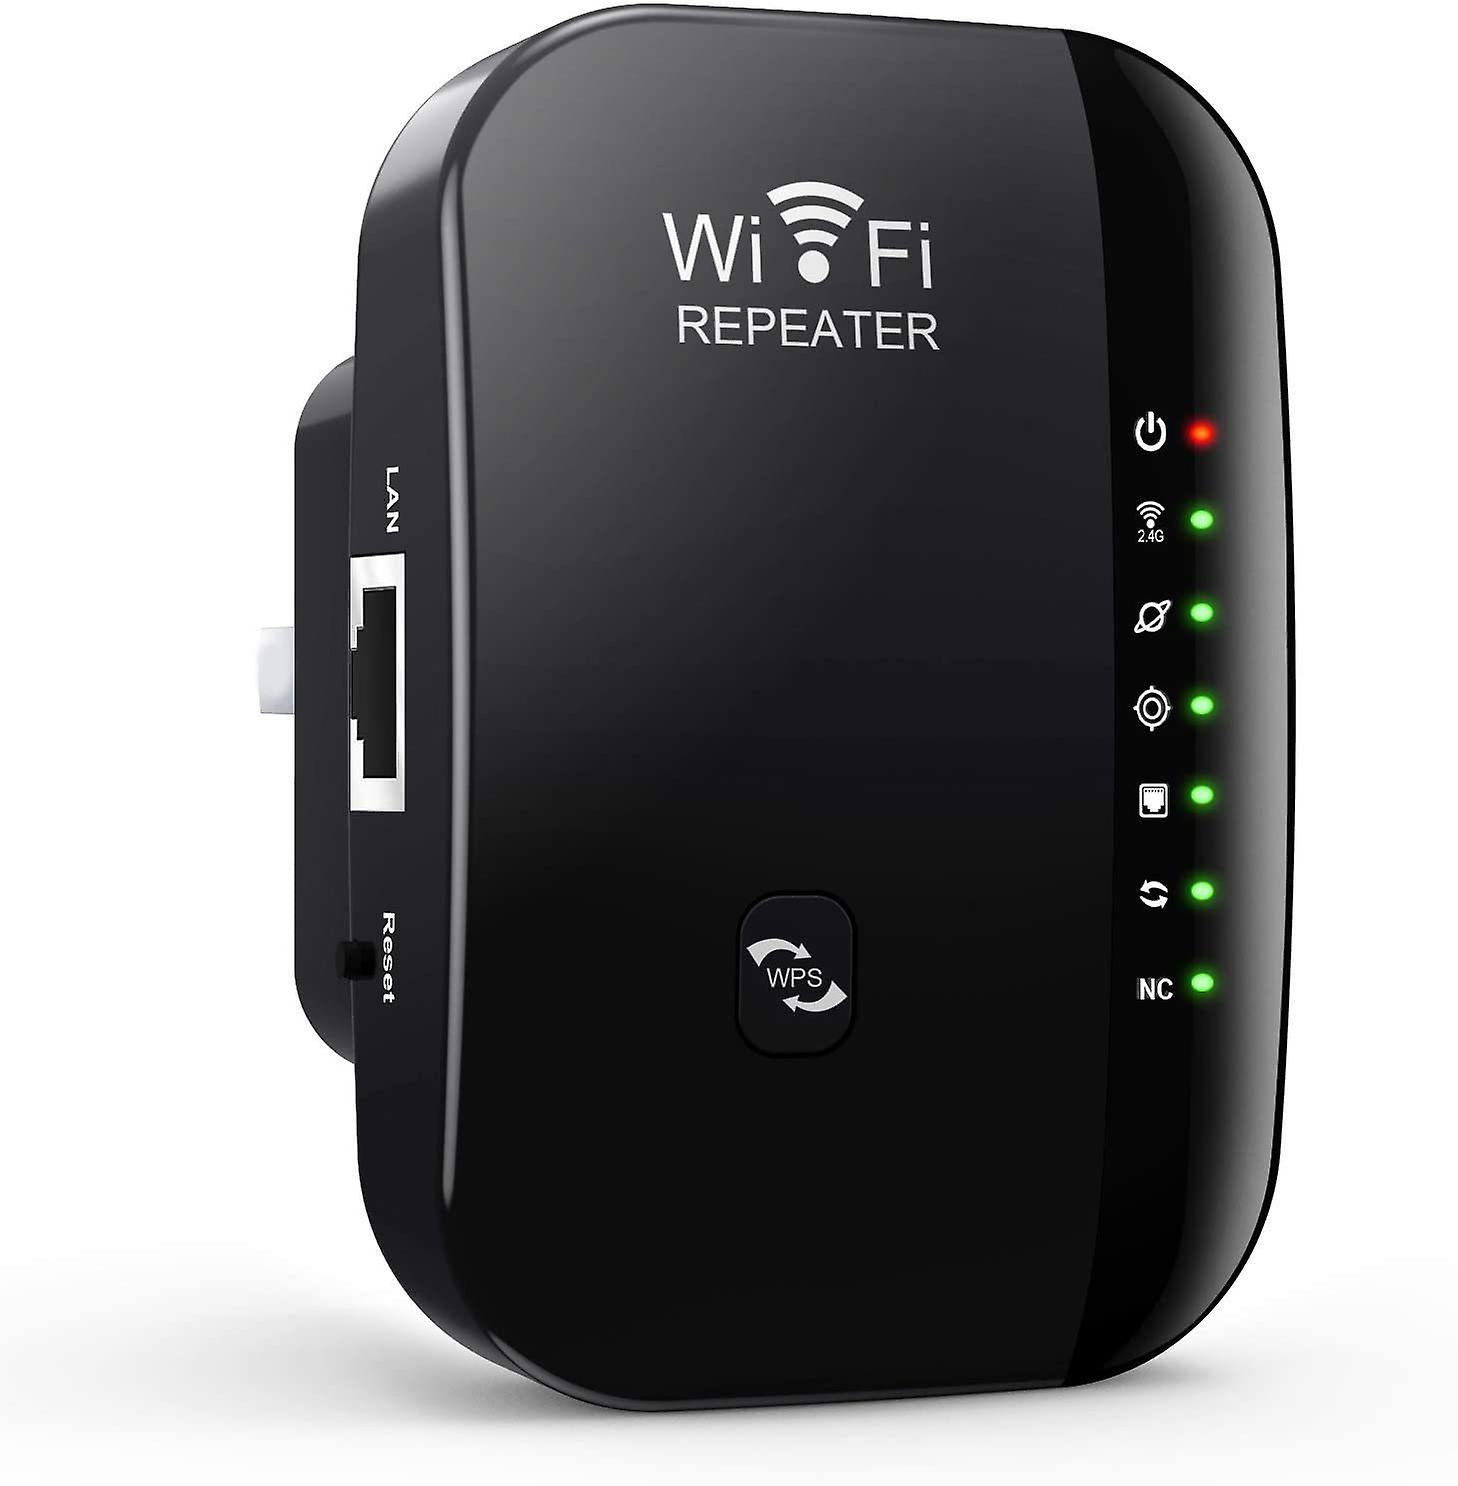 Wi Fi
REPEATER
LAN
2.4G
Reset
WPS
NC